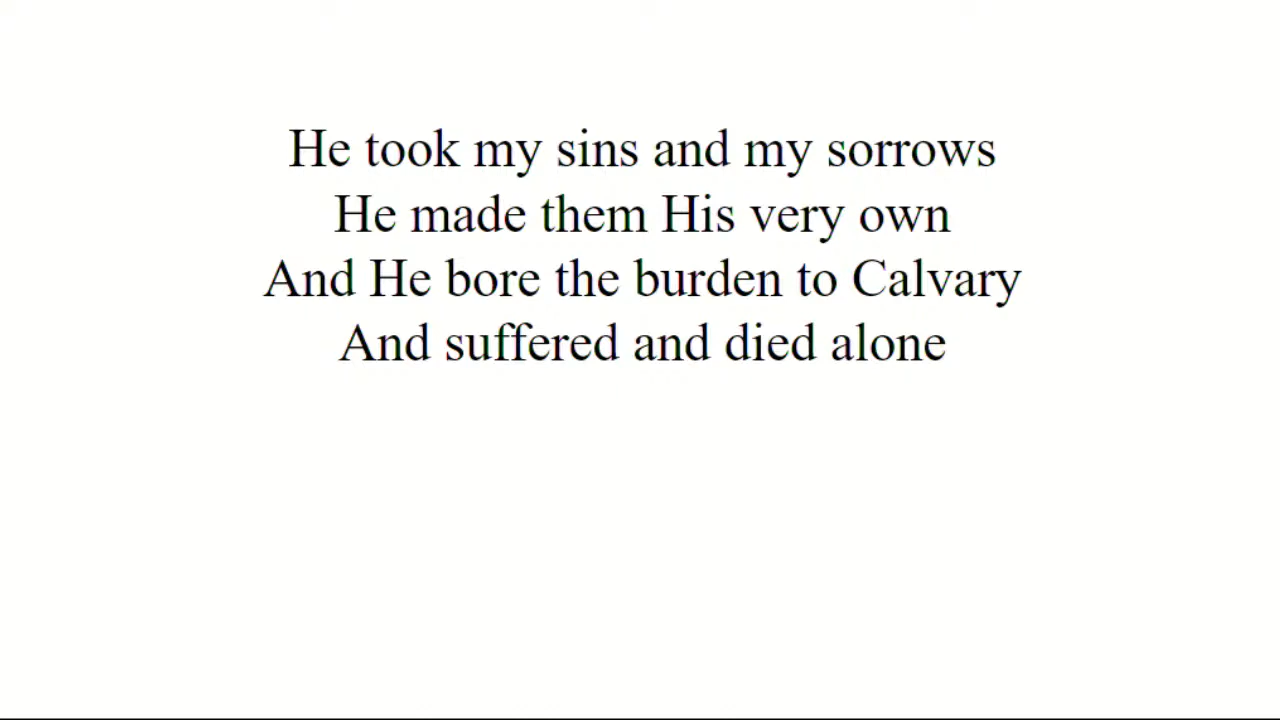 He took my sins and my sorrows
He made them His very own
And He bore the burden to Calvary
And suffered and died alone